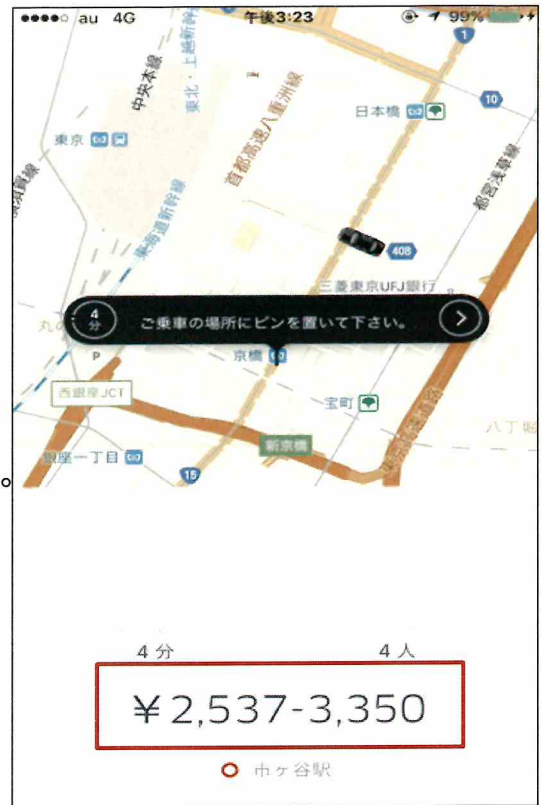 au 4G 午後3:23 99%
1
中央本線
東北・上越新幹線
首都高速八重洲線
日本橋
10
東京
都営浅草線
東海道新幹線
408
三菱東京UFJ銀行
4
分
ご乗車の場所にピンを置いて下さい。
P
京橋
西銀座JCT
宝町
八丁堀
新京橋
銀座一丁目
15
4 分 4 人
¥2,537-3,350
市ヶ谷駅